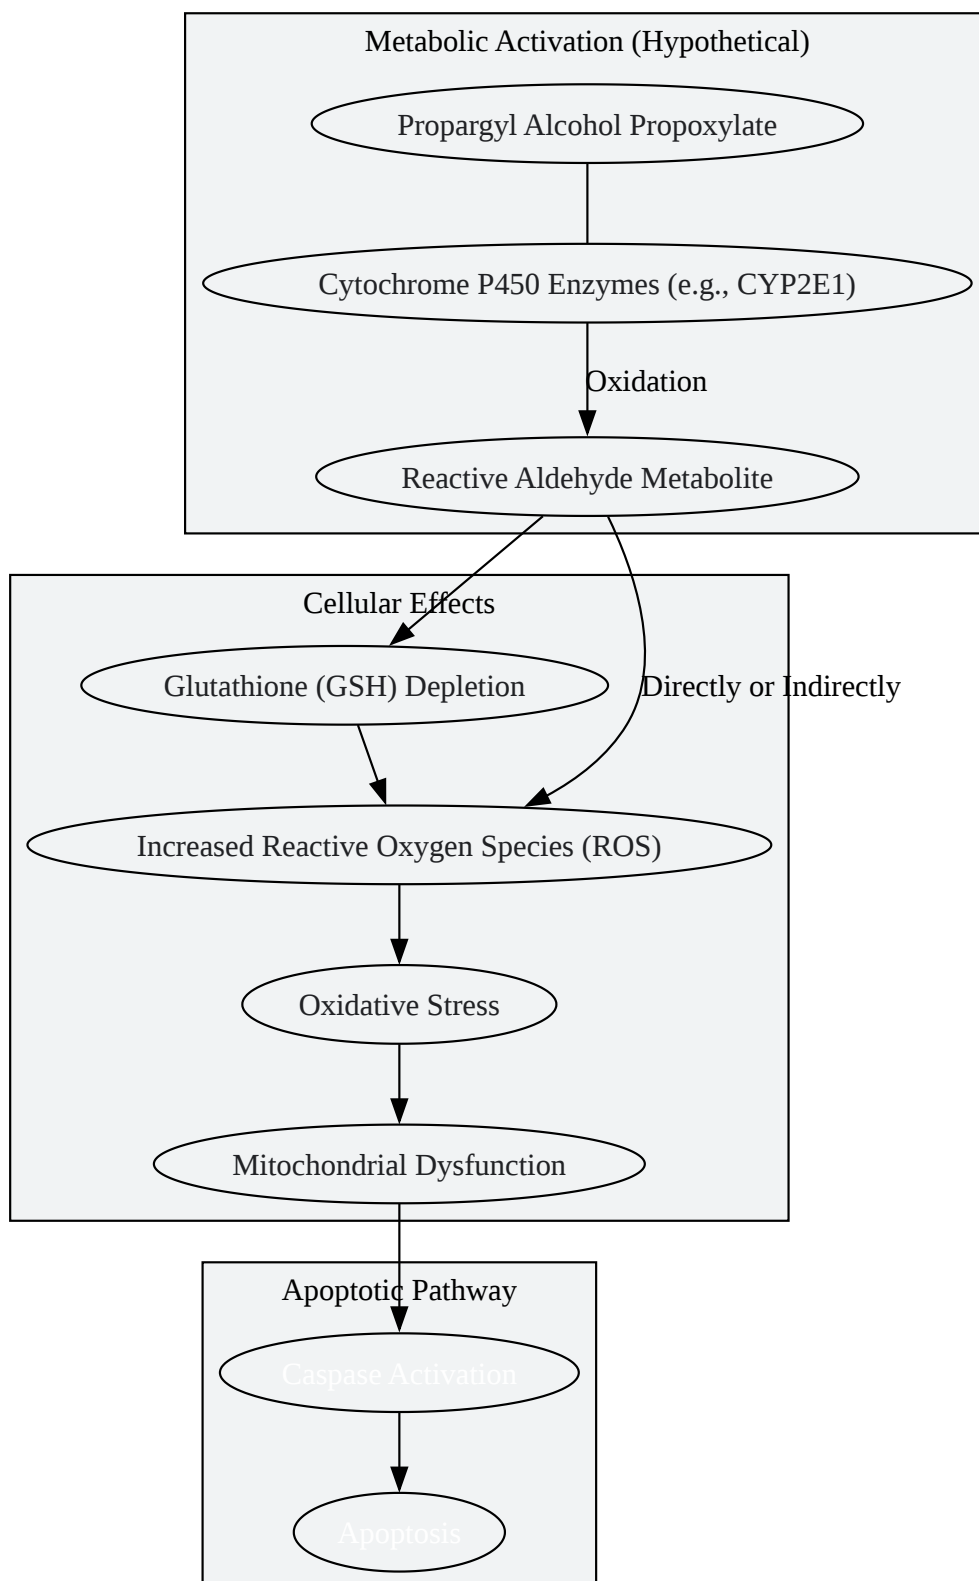 Metabolic Activation (Hypothetical)
Propargyl Alcohol Propoxylate
Cytochrome P450 Enzymes (e.g., CYP2E1)
Oxidation
Reactive Aldehyde Metabolite
Cellular Effects
Glutathione (GSH) Depletion
Directly or Indirectly
Increased Reactive Oxygen Species (ROS)
Oxidative Stress
Mitochondrial Dysfunction
Apoptotic Pathway
Caspase Activation
Apoptosis